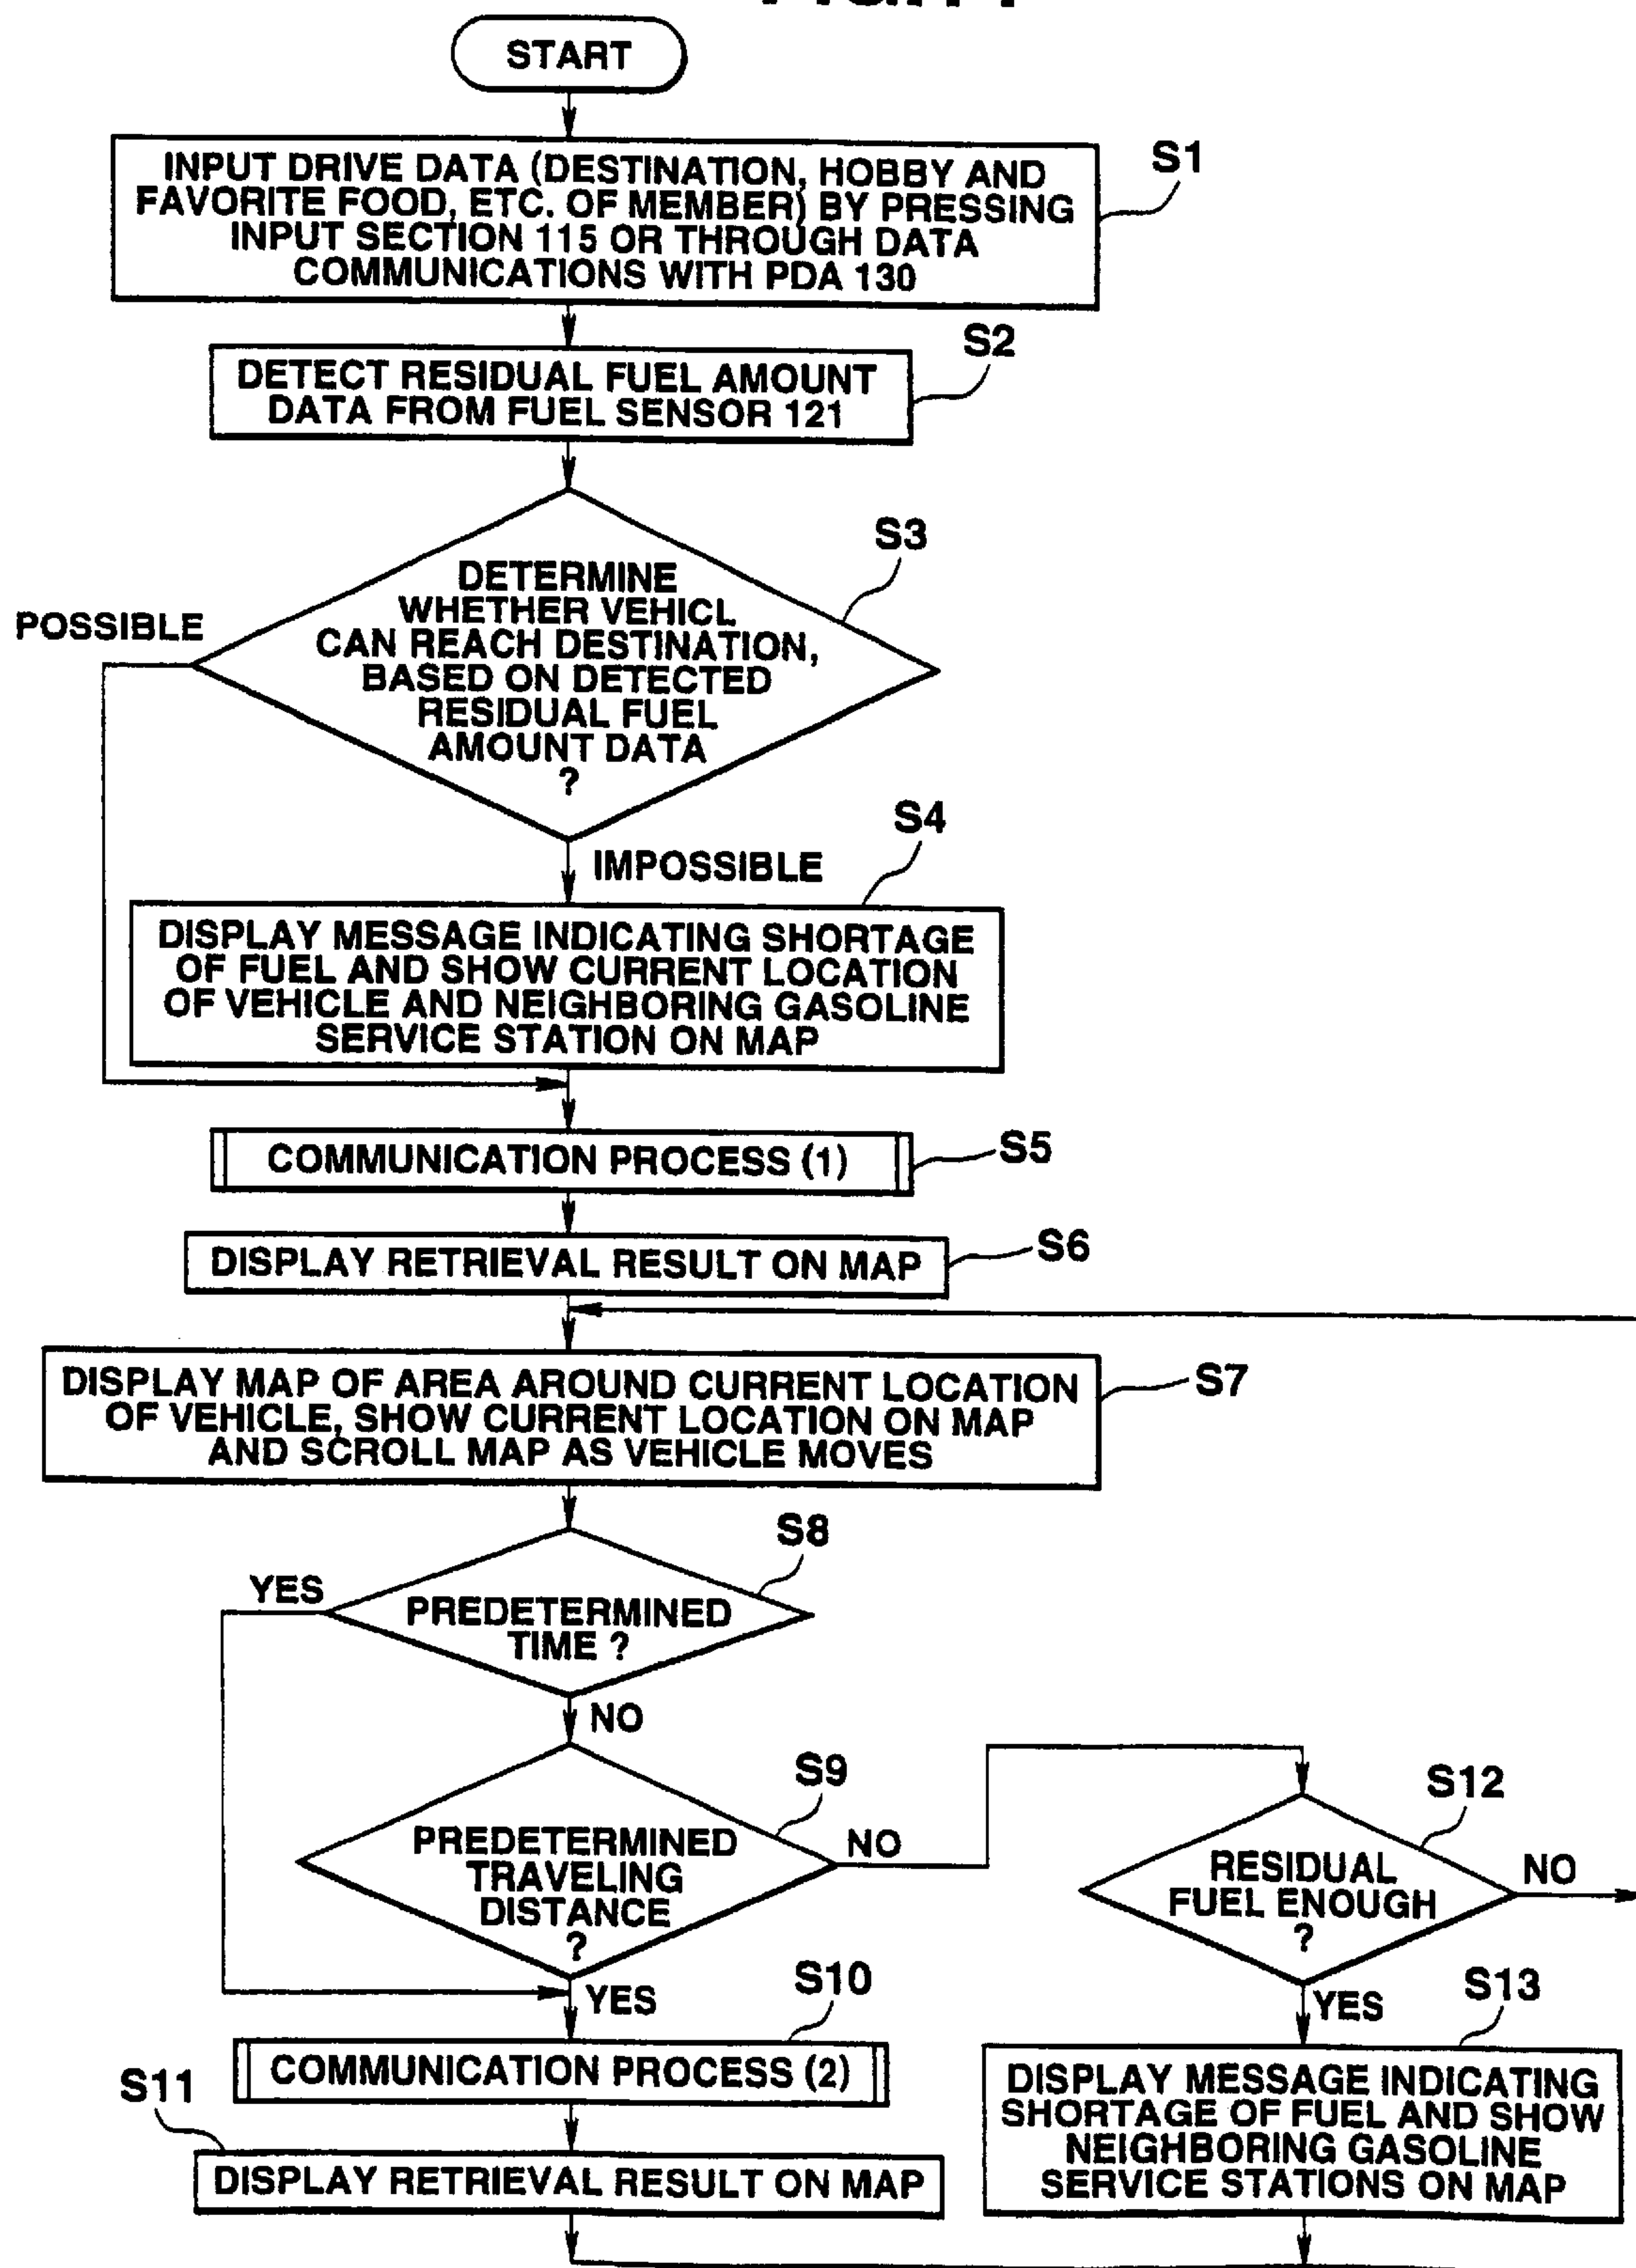 START
S1
INPUT DRIVE DATA (DESTINATION, HOBBY AND
FAVORITE FOOD, ETC. OF MEMBER) BY PRESSING
INPUT SECTION 115 OR THROUGH DATA
COMMUNICATIONS WITH PDA 130
S2
DETECT RESIDUAL FUEL AMOUNT
DATA FROM FUEL SENSOR 121
S3
DETERMINE
WHETHER VEHICL
CAN REACH DESTINATION,
BASED ON DETECTED
RESIDUAL FUEL
AMOUNT DATA
?
POSSIBLE
IMPOSSIBLE
S4
DISPLAY MESSAGE INDICATING SHORTAGE
OF FUEL AND SHOW CURRENT LOCATION
OF VEHICLE AND NEIGHBORING GASOLINE
SERVICE STATION ON MAP
COMMUNICATION PROCESS (1)
S5
DISPLAY RETRIEVAL RESULT ON MAP
S6
DISPLAY MAP OF AREA AROUND CURRENT LOCATION
OF VEHICLE, SHOW CURRENT LOCATION ON MAP
AND SCROLL MAP AS VEHICLE MOVES
S7
S8
YES
PREDETERMINED
TIME ?
NO
S9
PREDETERMINED
TRAVELING
DISTANCE
?
NO
YES
S12
RESIDUAL
FUEL ENOUGH
?
NO
YES
S10
COMMUNICATION PROCESS (2)
S11
DISPLAY RETRIEVAL RESULT ON MAP
S13
DISPLAY MESSAGE INDICATING
SHORTAGE OF FUEL AND SHOW
NEIGHBORING GASOLINE
SERVICE STATIONS ON MAP